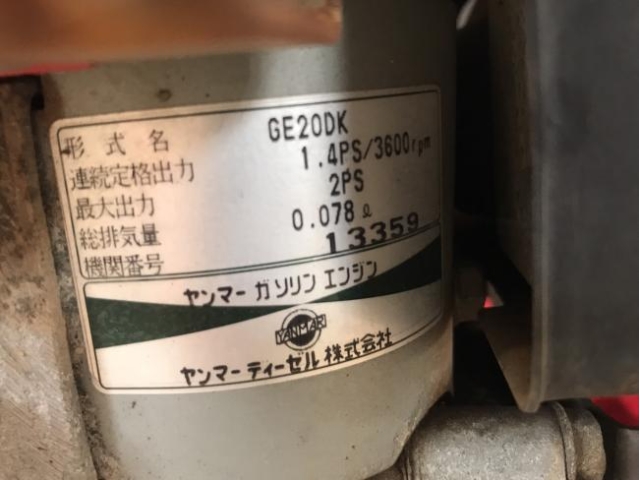 形式名 GE20DK
連続定格出力 1.4PS/3600rpm
最大出力 2PS
総排気量 0.078ℓ
機関番号 13359
ヤンマー ガソリン エンジン
YANMAR
ヤンマーディーゼル株式会社